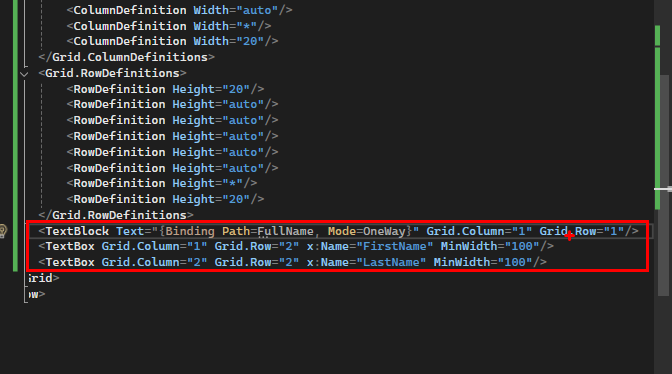 <ColumnDefinition Width="auto"/>
<ColumnDefinition Width="*"/>
<ColumnDefinition Width="20"/>
</Grid.ColumnDefinitions>
<Grid.RowDefinitions>
<RowDefinition Height="20"/>
<RowDefinition Height="auto"/>
<RowDefinition Height="auto"/>
<RowDefinition Height="auto"/>
<RowDefinition Height="auto"/>
<RowDefinition Height="auto"/>
<RowDefinition Height="*"/>
<RowDefinition Height="20"/>
</Grid.RowDefinitions>
<TextBlock Text="{Binding Path=FullName, Mode=OneWay}" Grid.Column="1" Grid.Row="1"/>
<TextBox Grid.Column="1" Grid.Row="2" x:Name="FirstName" MinWidth="100"/>
<TextBox Grid.Column="2" Grid.Row="2" x:Name="LastName" MinWidth="100"/>
rid>
ow>